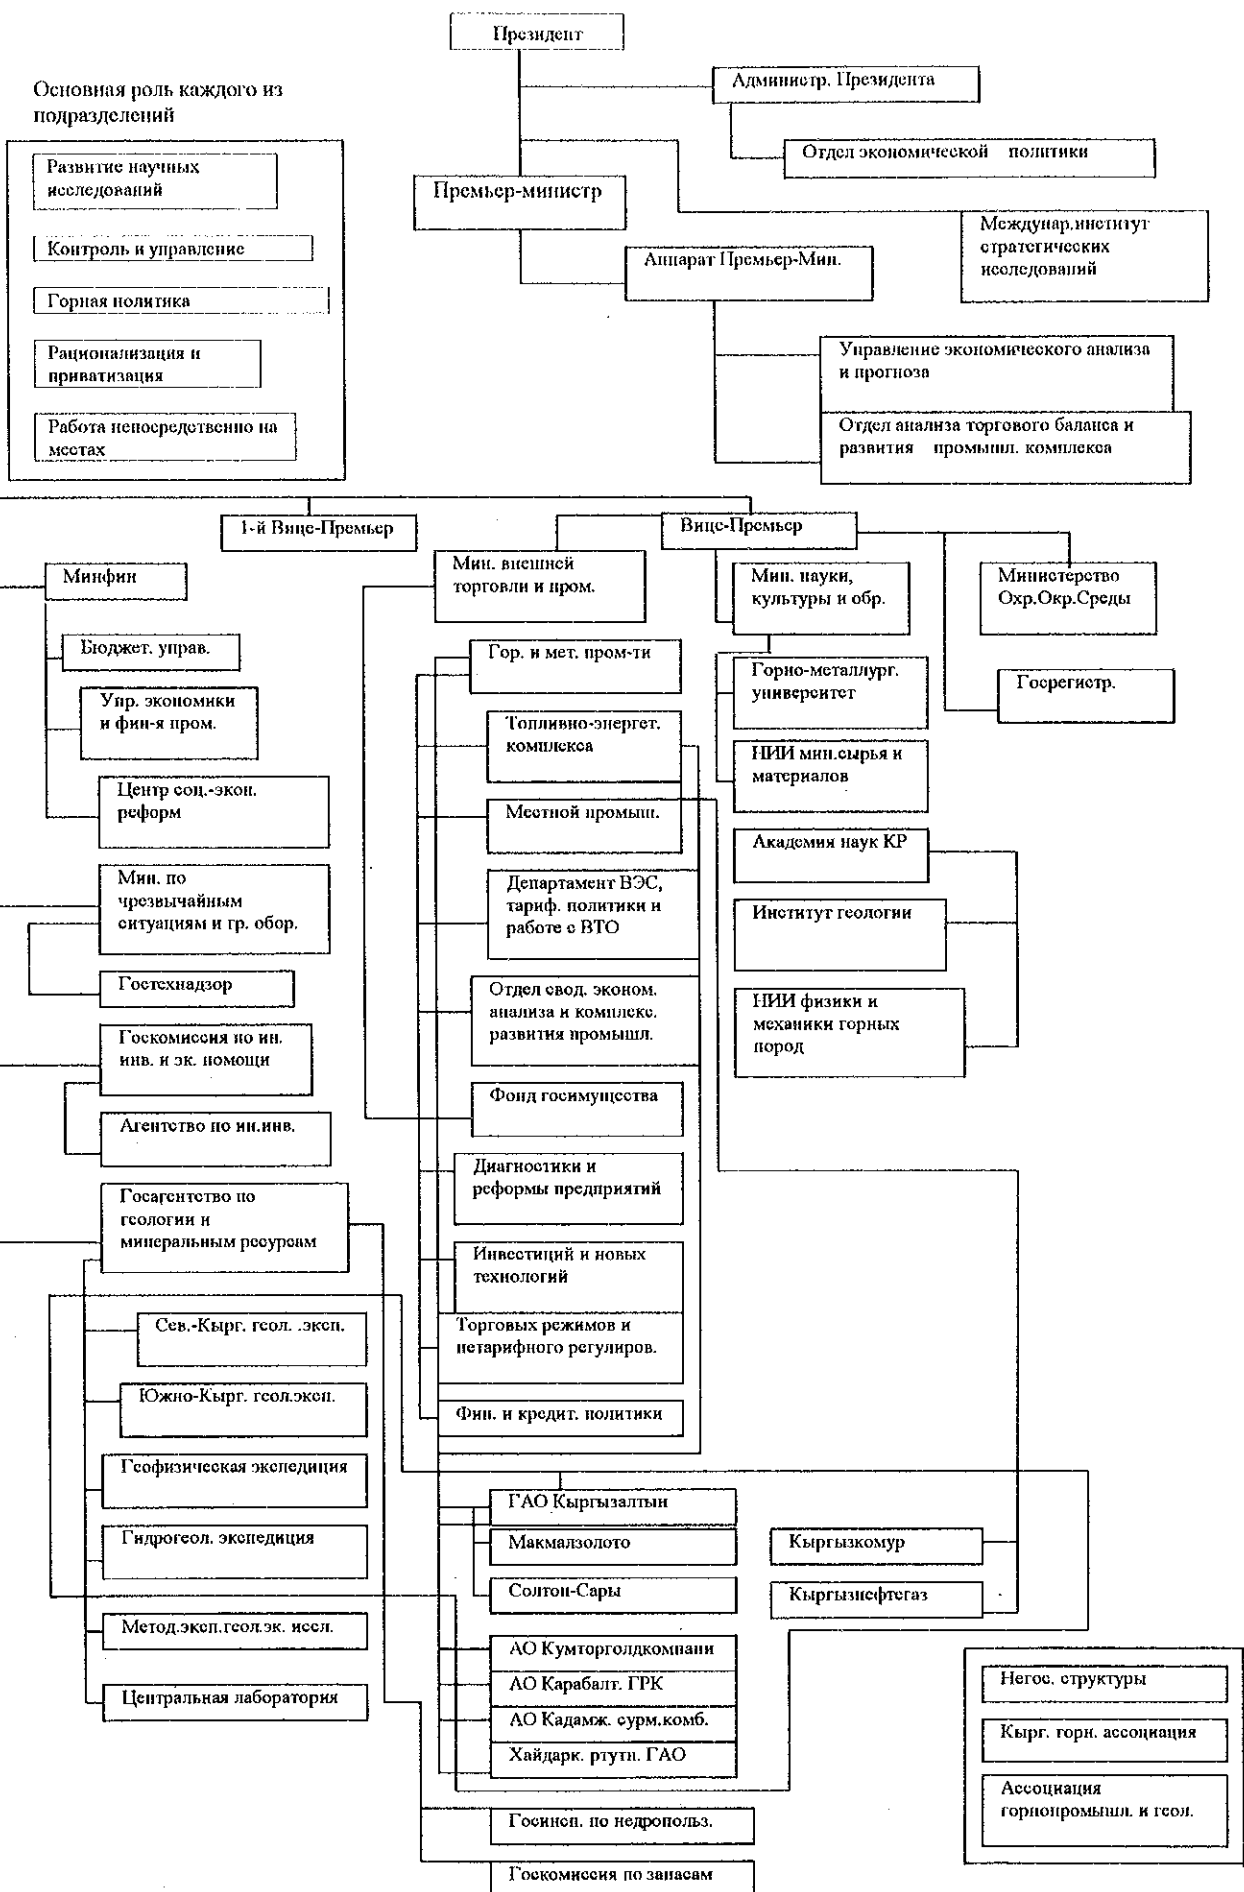 Президент
Основная роль каждого из
подразделений
Развитие научных
исследований
Контроль и управление
Горная политика
Рационализация и
приватизация
Работа непосредственно на
местах
Администр. Президента
Отдел экономической политики
Премьер-министр
Междунар.институт
стратегических
исследований
Аппарат Премьер-Мин.
Управление экономического анализа
и прогноза
Отдел анализа торгового баланса и
развития промышл. комплекса
1-й Вице-Премьер
Вице-Премьер
Минфин
Бюджет. управ.
Упр. экономики
и фин-я пром.
Центр соц.-экон.
реформ
Мин. по
чрезвычайным
ситуациям и гр. обор.
Гостехнадзор
Госкомиссия по ин.
инв. и эк. помощи
Агентство по ин.инв.
Госагентство по
геологии и
минеральным ресурсам
Сев.-Кырг. геол. .эксп.
Южно-Кырг. геол.эксп.
Геофизическая экспедиция
Гидрогеол. экспедиция
Метод.эксп.геол.эк. иссл.
Центральная лаборатория
Мин. внешней
торговли и пром.
Гор. и мет. пром-ти
Топливно-энергет.
комплекса
Местной промыш.
Департамент ВЭС,
тариф. политики и
работе с ВТО
Отдел свод. эконом.
анализа и комплекс.
развития промышл.
Фонд госимущества
Диагностики и
реформы предприятий
Инвестиций и новых
технологий
Торговых режимов и
нетарифного регулиров.
Фин. и кредит. политики
ГАО Кыргызалтын
Макмалзолото
Солтон-Сары
АО Кумторголдкомпани
АО Карабалт. ГРК
АО Кадамж. сурм.комб.
Хайдарк. ртутн. ГАО
Госинсп. по недропольз.
Госкомиссия по запасам
Мин. науки,
культуры и обр.
Горно-металлург.
университет
НИИ мин.сырья и
материалов
Академия наук КР
Институт геологии
НИИ физики и
механики горных
пород
Министерство
Охр.Окр.Среды
Госрегистр.
Кыргызкомур
Кыргызнефтегаз
Негос. структуры
Кырг. горн. ассоциация
Ассоциация
горнопромышл. и геол.